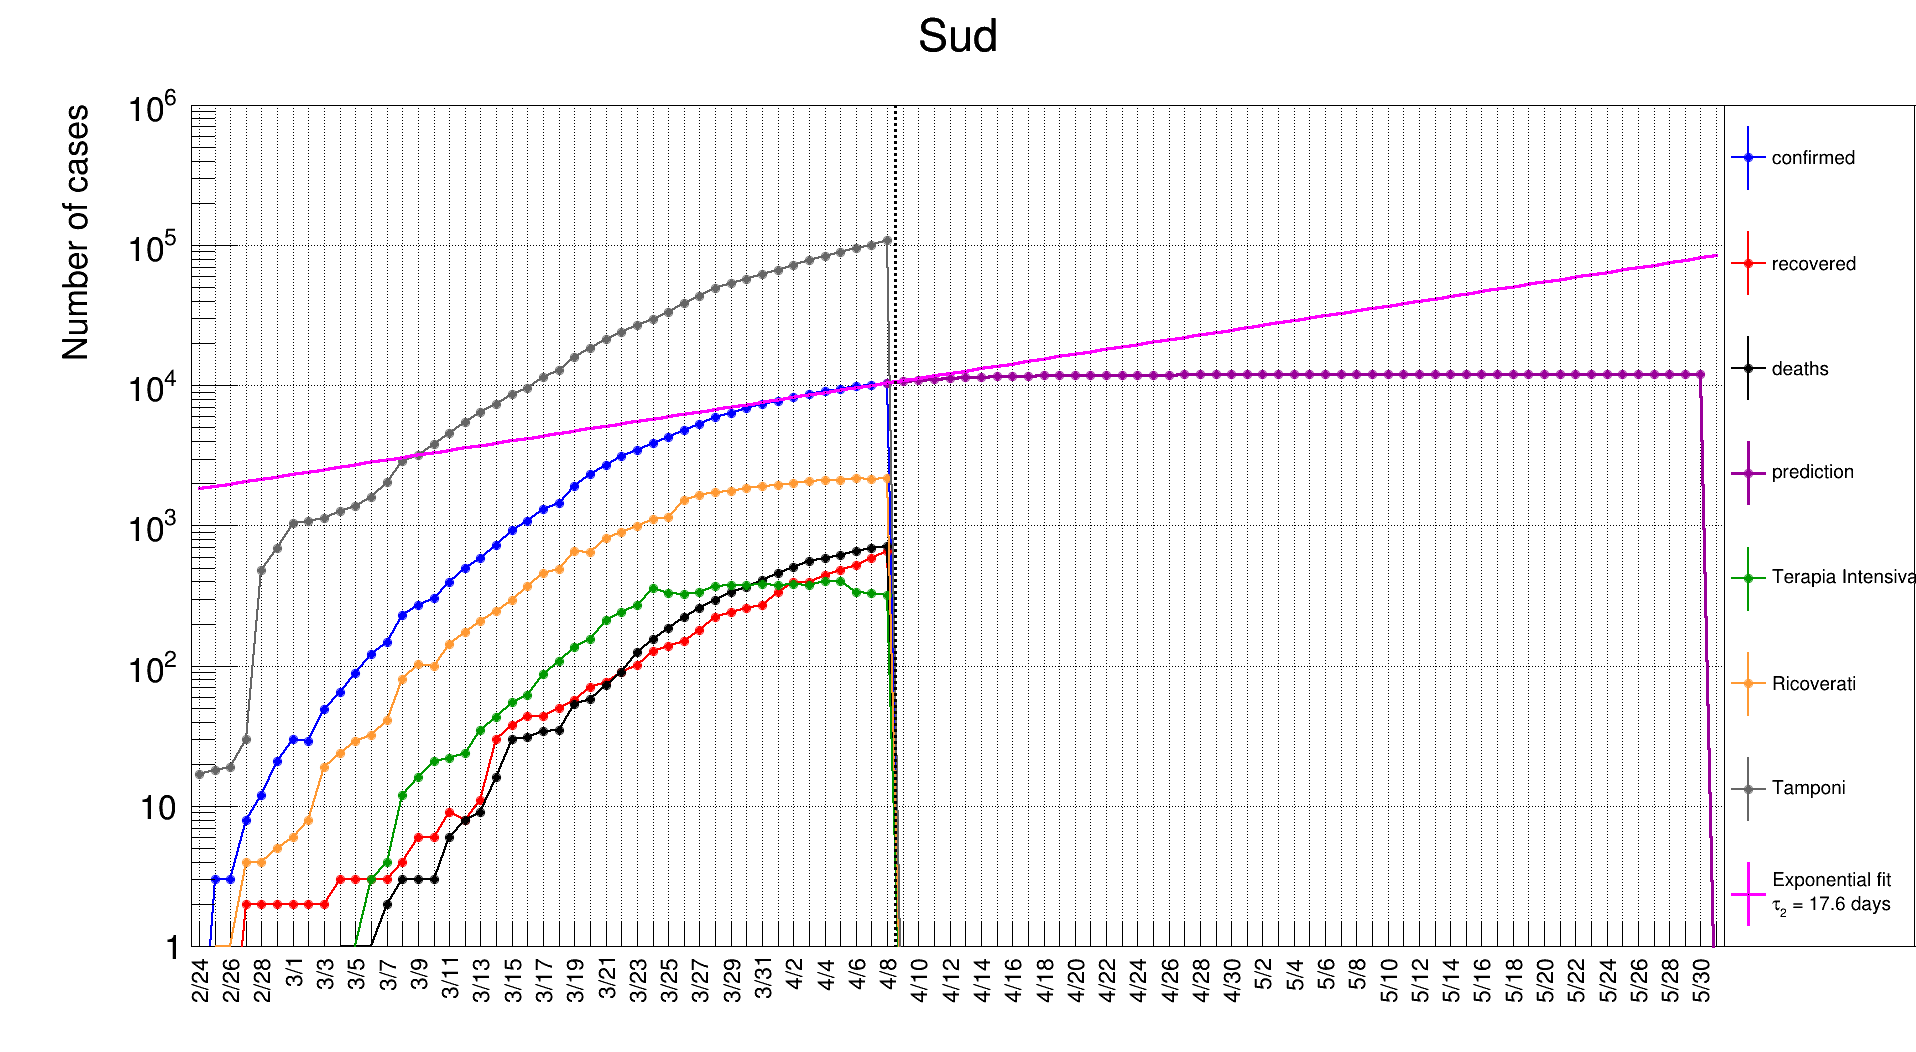 Sud
Number of cases
10^6
10^5
10^4
10^3
10^2
10
1
2/24 2/26 2/28 3/1 3/3 3/5 3/7 3/9 3/11 3/13 3/15 3/17 3/19 3/21 3/23 3/25 3/27 3/29 3/31 4/2 4/4 4/6 4/8 4/10 4/12 4/14 4/16 4/18 4/20 4/22 4/24 4/26 4/28 4/30 5/2 5/4 5/6 5/8 5/10 5/12 5/14 5/16 5/18 5/20 5/22 5/24 5/26 5/28 5/30
confirmed
recovered
deaths
prediction
Terapia Intensiva
Ricoverati
Tamponi
Exponential fit
τ₂ = 17.6 days